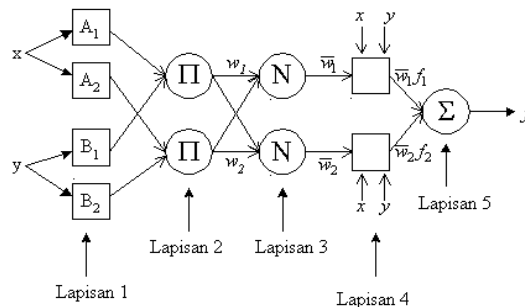 x y
A₁
x
A₂
Π w₁ N w̅₁ w̅₁f₁
Σ
y
B₁
B₂
Π w₂ N w̅₂ w̅₂f₂
x y
Lapisan 1
Lapisan 2
Lapisan 3
Lapisan 4
Lapisan 5